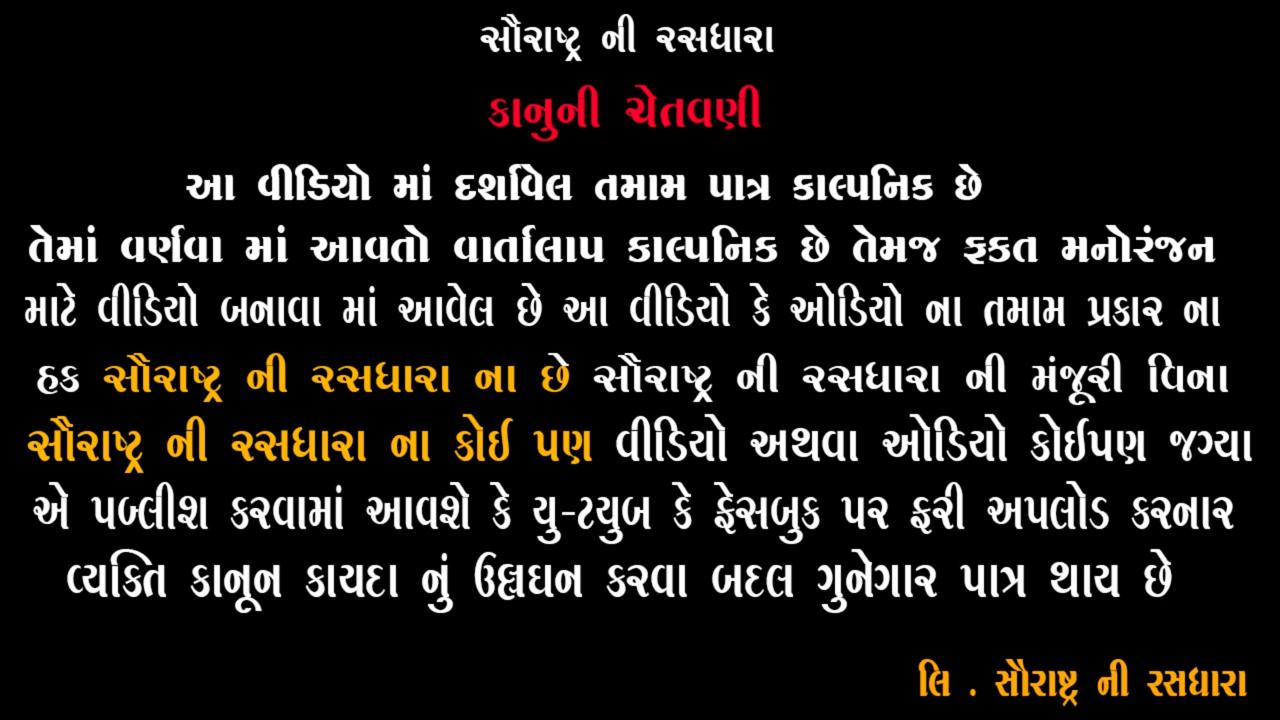 સૌરાષ્ટ્ર ની રસધારા
કાનુની ચેતવણી
આ વીડિયો માં દર્શાવેલ તમામ પાત્ર કાલ્પનિક છે
તેમાં વર્ણવા માં આવતો વાર્તાલાપ કાલ્પનિક છે તેમજ ફકત મનોરંજન
માટે વીડિયો બનાવા માં આવેલ છે આ વીડિયો કે ઓડિયો ના તમામ પ્રકાર ના
હક સૌરાષ્ટ્ર ની રસધારા ના છે સૌરાષ્ટ્ર ની રસધારા ની મંજૂરી વિના
સૌરાષ્ટ્ર ની રસધારા ના કોઈ પણ વીડિયો અથવા ઓડિયો કોઈપણ જગ્યા
એ પબ્લીશ કરવામાં આવશે કે યુ-ટયુબ કે ફેસબુક પર ફરી અપલોડ કરનાર
વ્યક્તિ કાનૂન કાયદા નું ઉલ્લઘન કરવા બદલ ગુનેગાર પાત્ર થાય છે
લિ . સૌરાષ્ટ્ર ની રસધારા